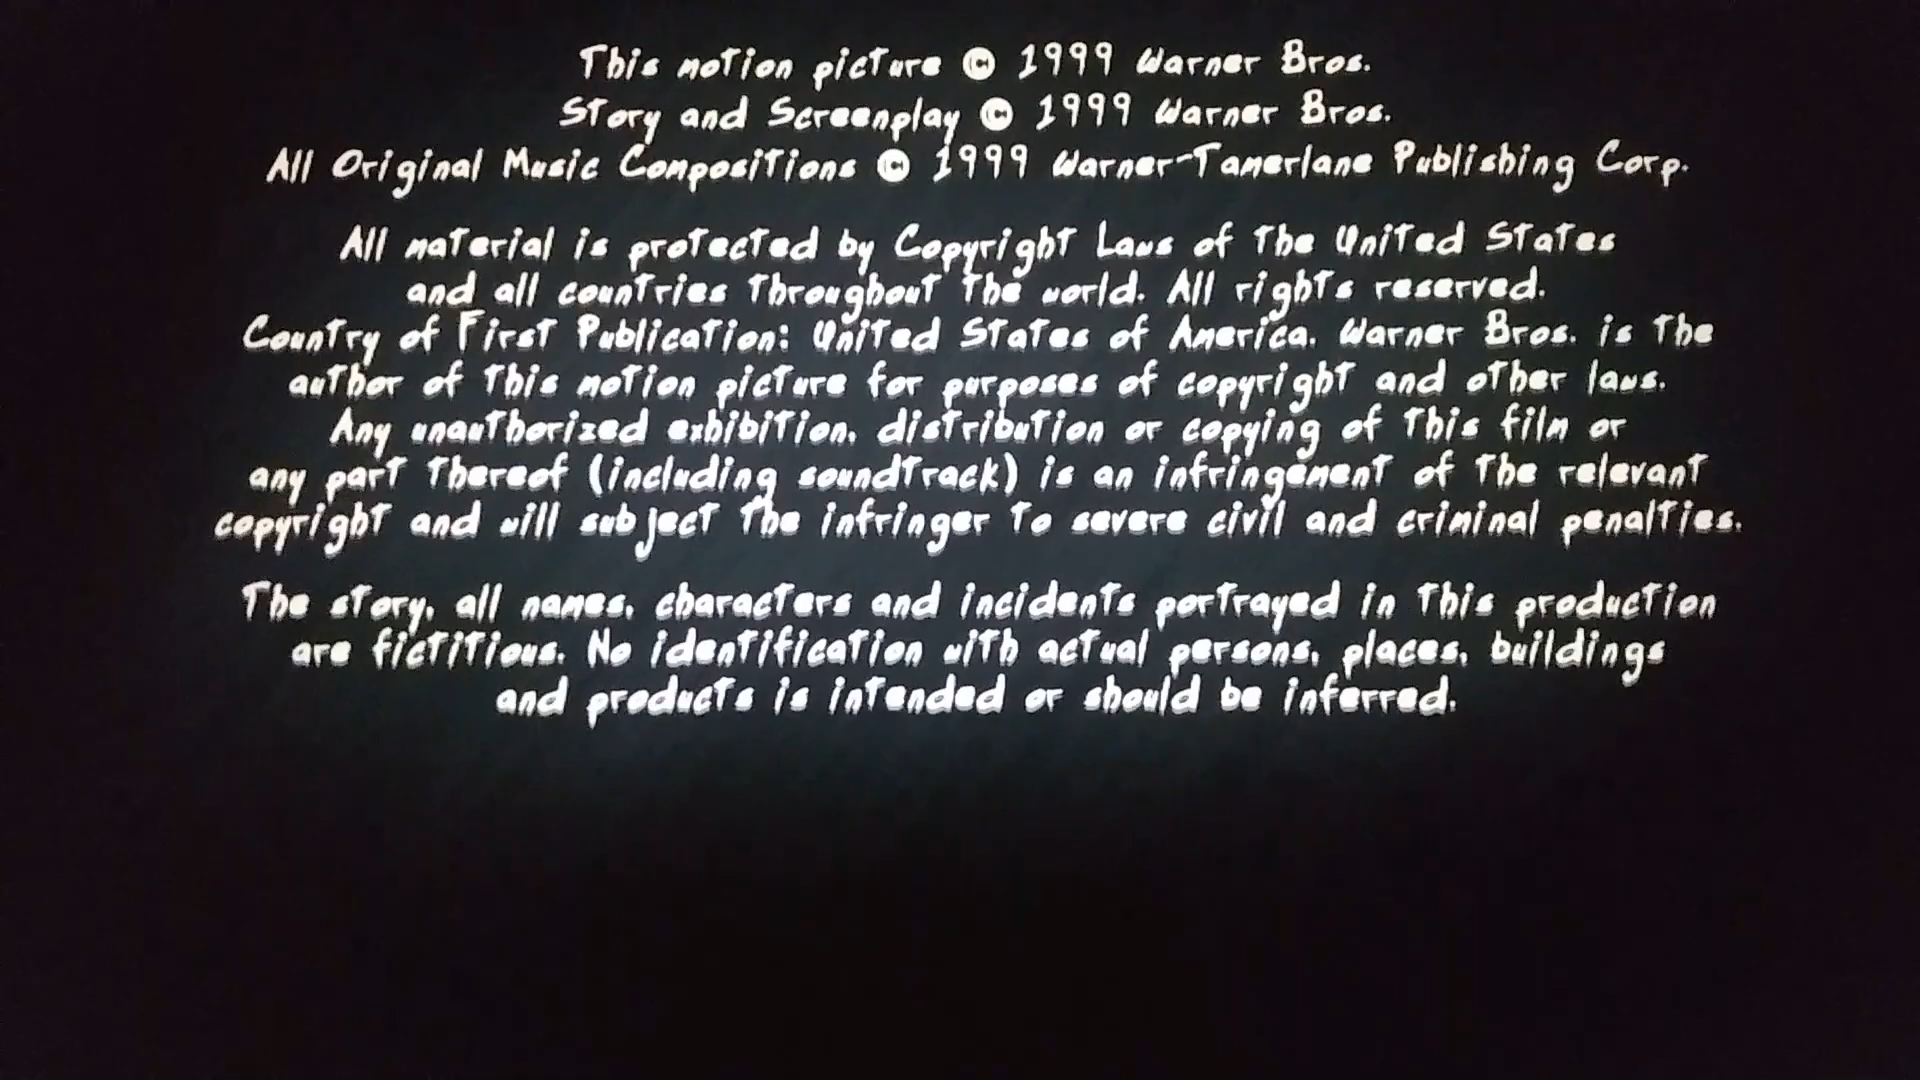 This motion picture © 1999 Warner Bros.
Story and Screenplay © 1999 Warner Bros.
All Original Music Compositions © 1999 Warner-Tamerlane Publishing Corp.
All material is protected by Copyright Laws of the United States
and all countries throughout the world. All rights reserved.
Country of First Publication: United States of America. Warner Bros. is the
author of this motion picture for purposes of copyright and other laws.
Any unauthorized exhibition, distribution or copying of this film or
any part thereof (including soundtrack) is an infringement of the relevant
copyright and will subject the infringer to severe civil and criminal penalties.
The story, all names, characters and incidents portrayed in this production
are fictitious. No identification with actual persons, places, buildings
and products is intended or should be inferred.